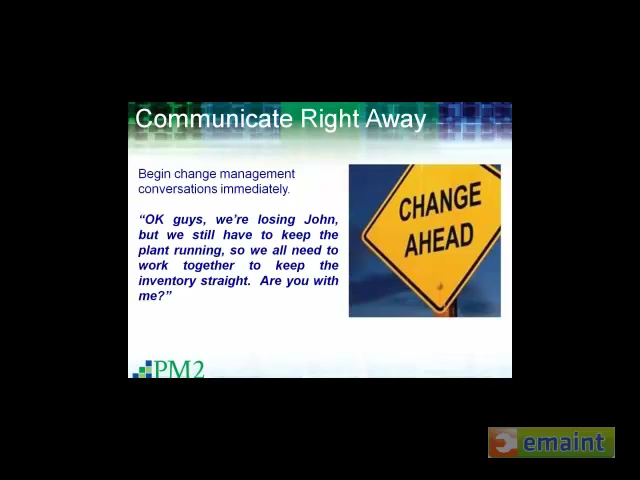 Communicate Right Away
Begin change management
conversations immediately.
“OK guys, we’re losing John,
but we still have to keep the
plant running, so we all need to
work together to keep the
inventory straight.  Are you with
me?”
CHANGE
AHEAD
PM2
emaint